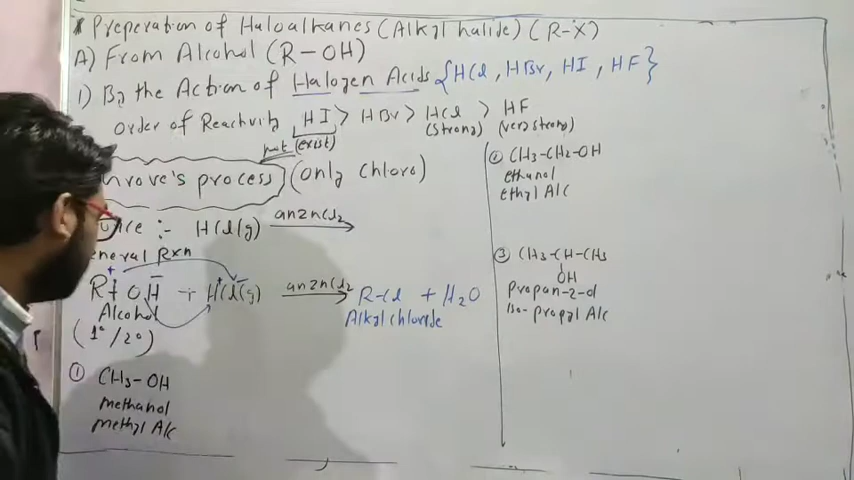 * Preperation of Haloalkanes (Alkyl halide) (R-X)
A) From Alcohol (R-OH)
1) By the Action of Halogen Acids {HCl, HBr, HI, HF}
order of Reactivity HI > HBr > HCl > HF
(exist) (strong) (very strong)
not
rove's process (only Chloro)
:- HCl(g) anznCl2
eneral Rxn
R + OH + HCl(g) anznCl2 R-Cl + H2O
Alcohol Alkyl chloride
(1°/2°)
① CH3-OH
methanol
methyl Alc
② CH3-CH2-OH
ethanol
ethyl Alc
③ CH3-CH-CH3
OH
propan-2-ol
Iso-propyl Alc